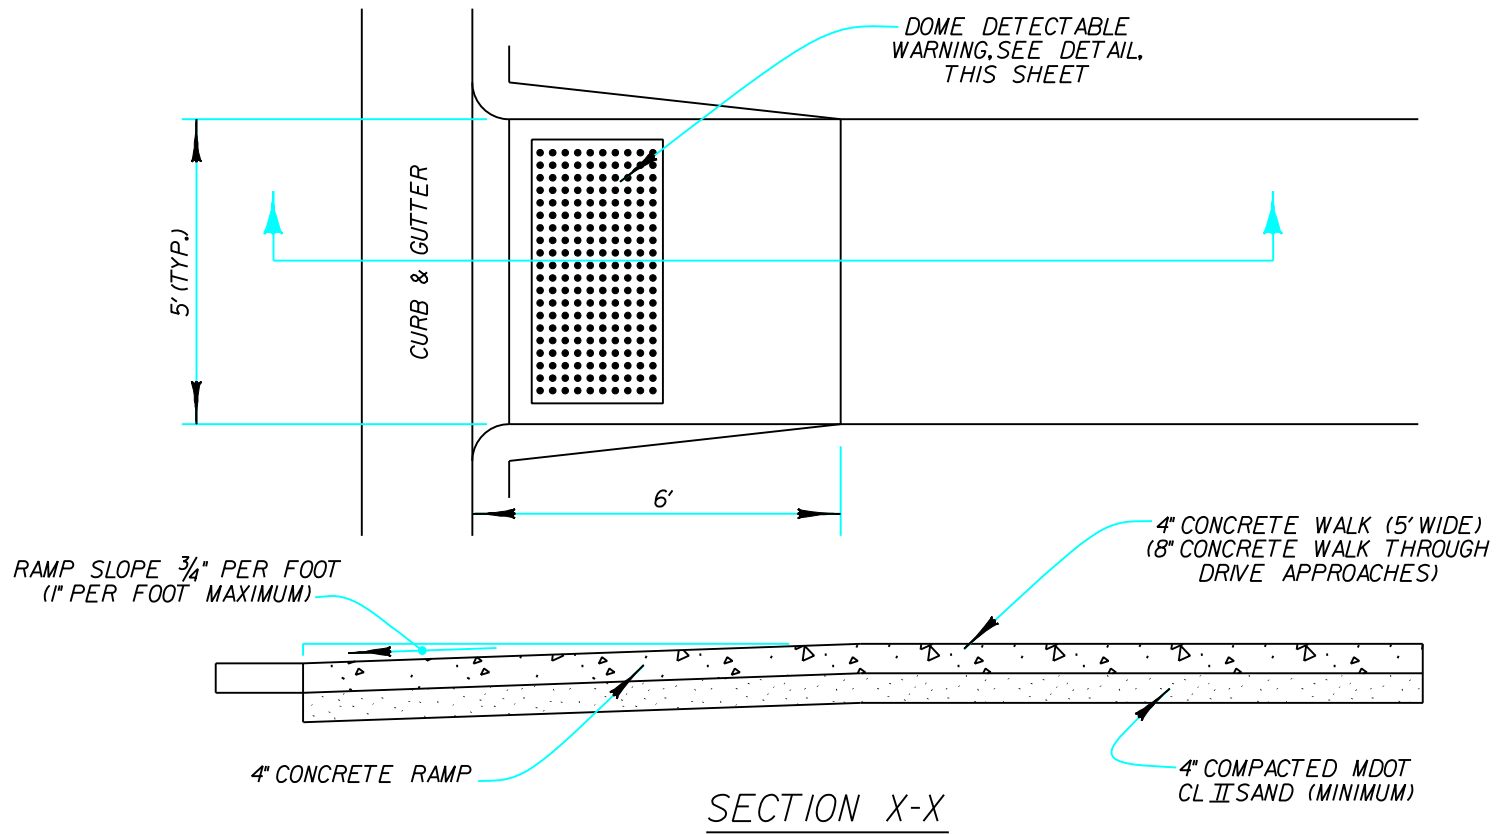 DOME DETECTABLE
WARNING, SEE DETAIL,
THIS SHEET
5' (TYP.)
CURB & GUTTER
6'
4" CONCRETE WALK (5' WIDE)
(8" CONCRETE WALK THROUGH
DRIVE APPROACHES)
RAMP SLOPE 3/4" PER FOOT
(1" PER FOOT MAXIMUM)
4" CONCRETE RAMP
4" COMPACTED MDOT
CL II SAND (MINIMUM)
SECTION X-X